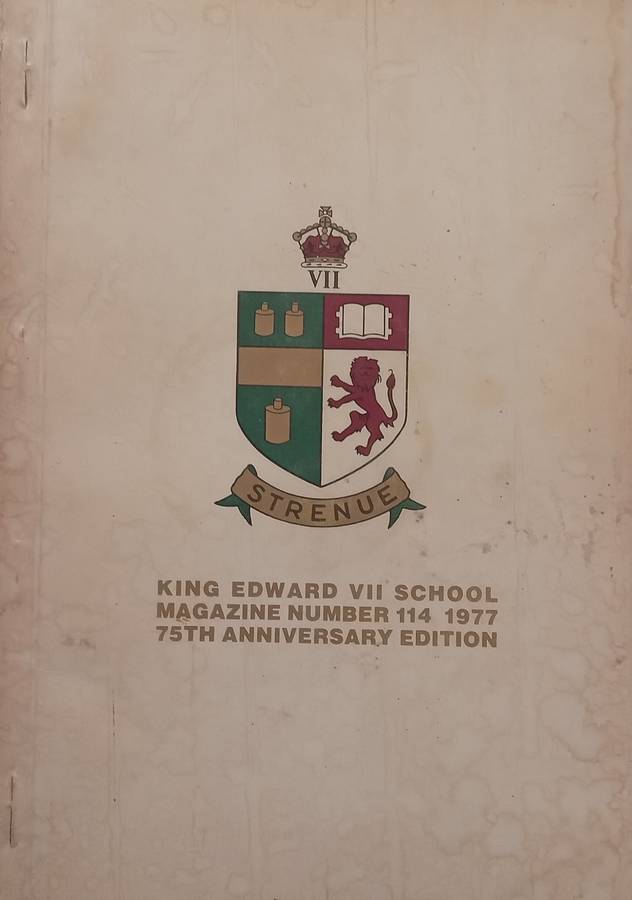 VII
STRENUE
KING EDWARD VII SCHOOL
MAGAZINE NUMBER 114 1977
75TH ANNIVERSARY EDITION